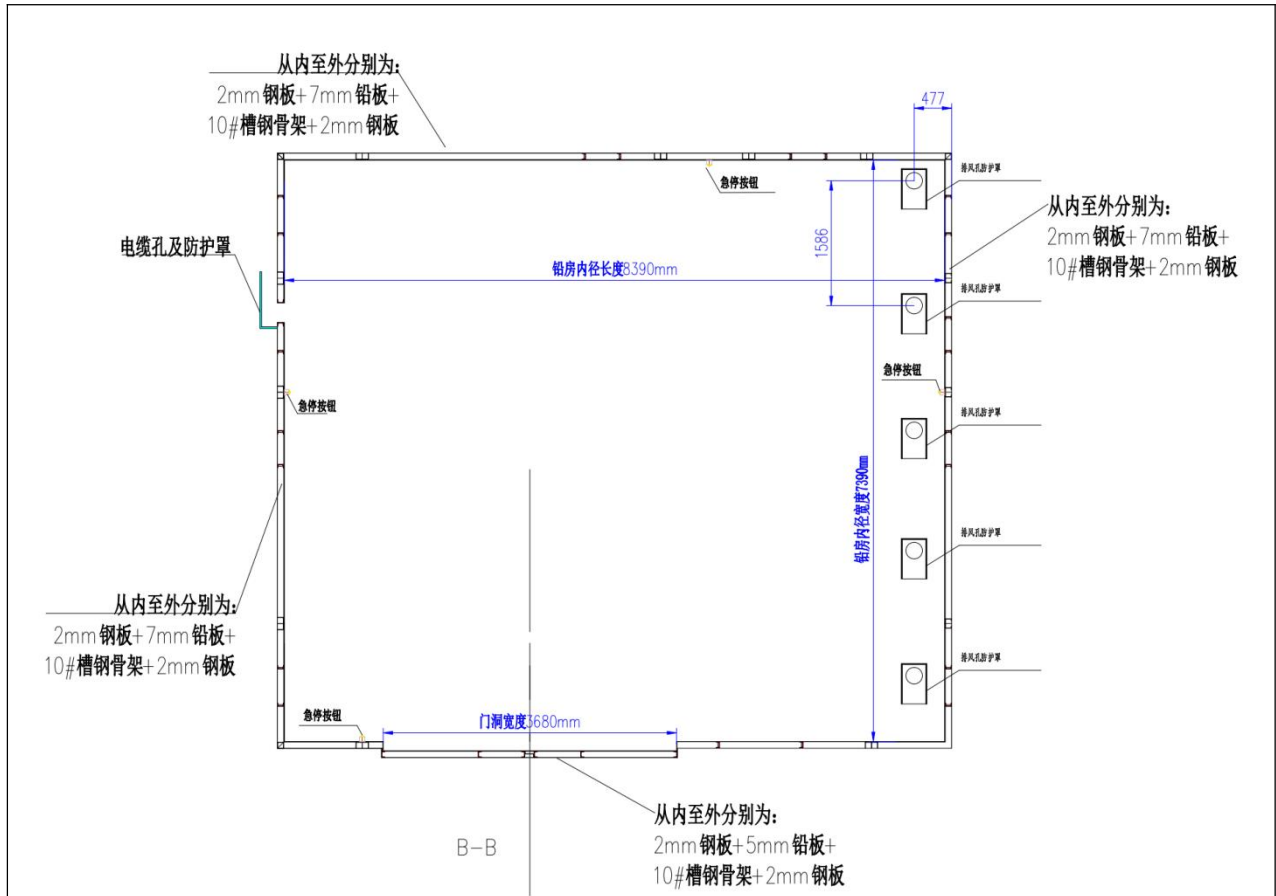 从内至外分别为:
2mm钢板+7mm铅板+
10#槽钢骨架+2mm钢板
477
急停按钮
排风孔防护罩
从内至外分别为:
2mm钢板+7mm铅板+
10#槽钢骨架+2mm钢板
电缆孔及防护罩
1586
铅房内径长度8390mm
排风孔防护罩
急停按钮
急停按钮
排风孔防护罩
铅房内径宽度7390mm
排风孔防护罩
从内至外分别为:
2mm钢板+7mm铅板+
10#槽钢骨架+2mm钢板
排风孔防护罩
急停按钮
门洞宽度3680mm
从内至外分别为:
2mm钢板+5mm铅板+
10#槽钢骨架+2mm钢板
B-B